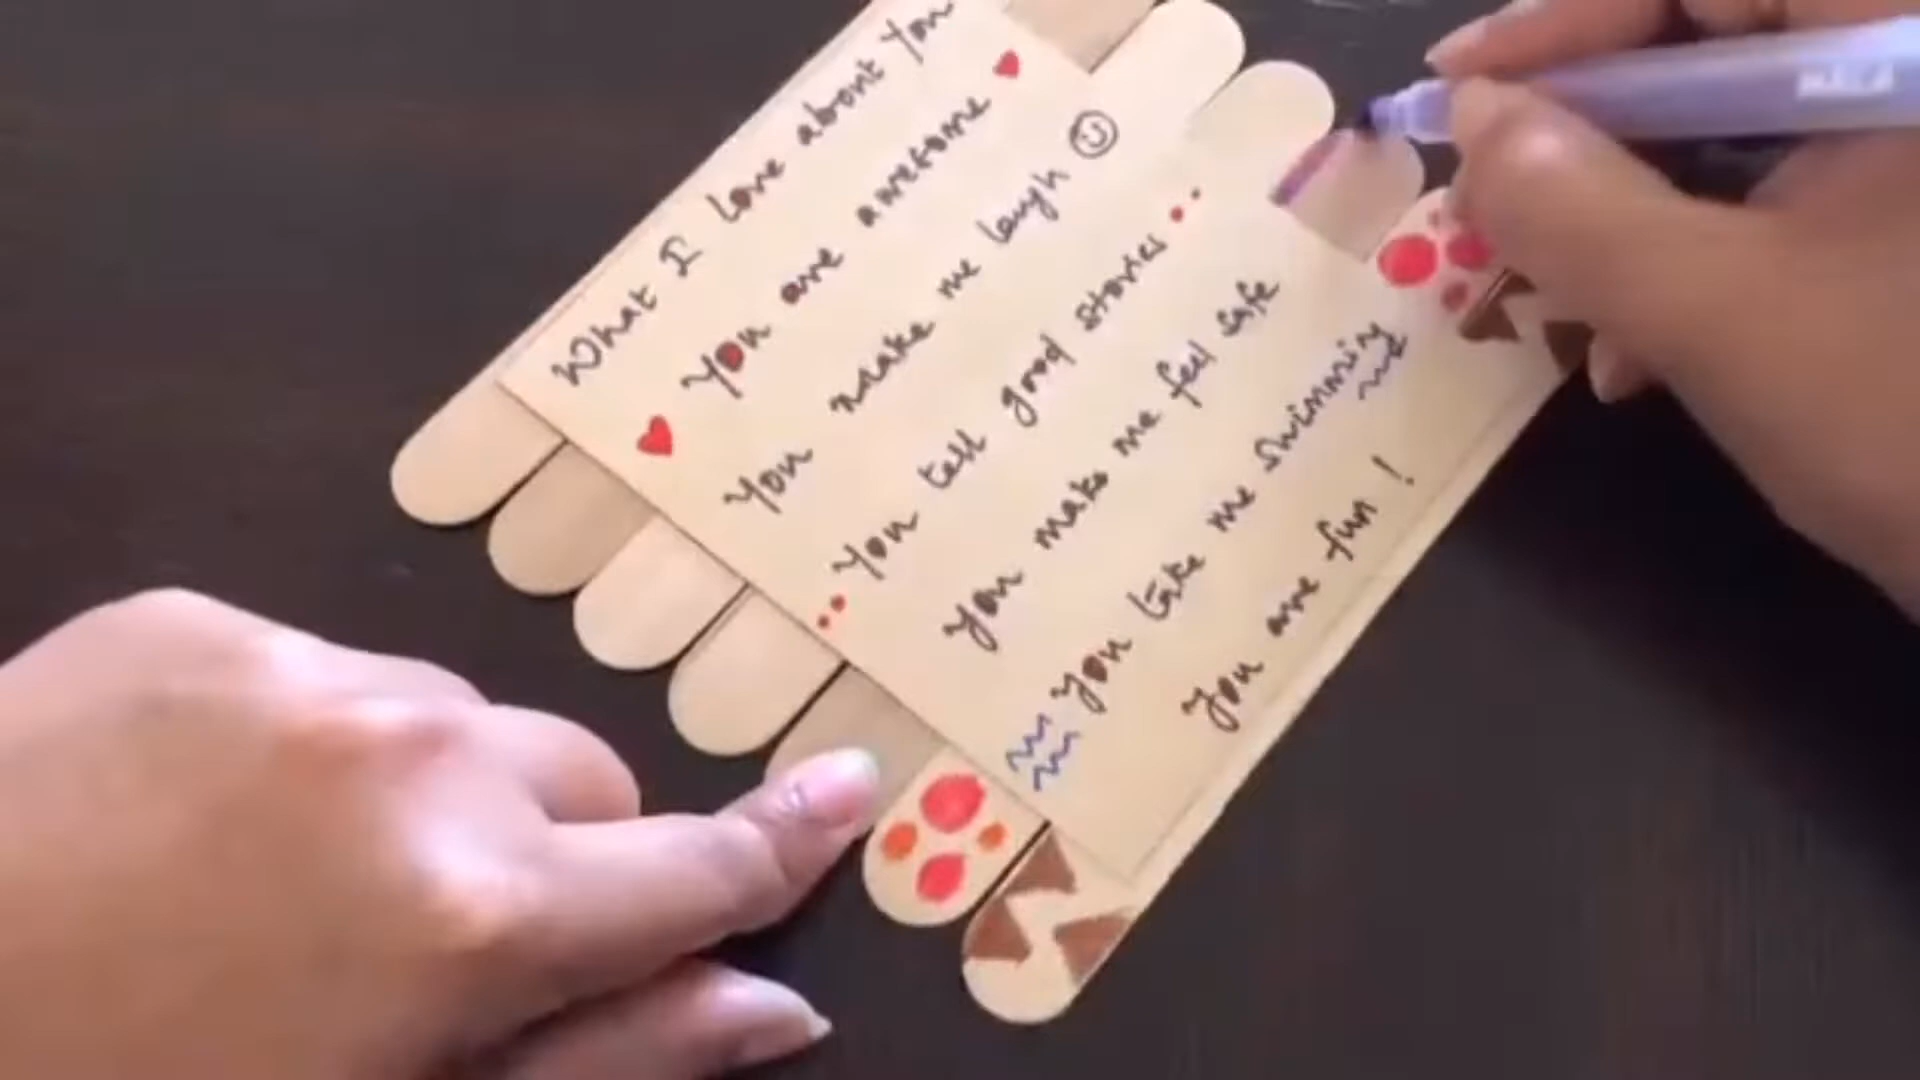 What I love about you
You are awesome
You make me laugh
You tell good stories
You make me feel safe
You take me swimming
You are fun !